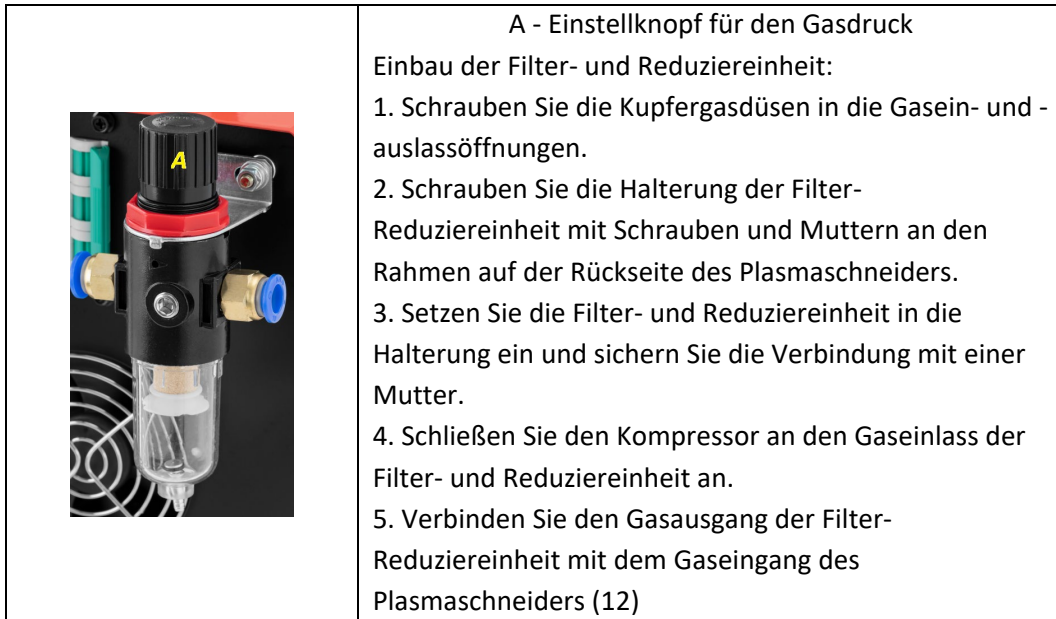 A - Einstellknopf für den Gasdruck
Einbau der Filter- und Reduziereinheit:
1. Schrauben Sie die Kupfergasdüsen in die Gasein- und -
auslassöffnungen.
2. Schrauben Sie die Halterung der Filter-
Reduziereinheit mit Schrauben und Muttern an den
Rahmen auf der Rückseite des Plasmaschneiders.
3. Setzen Sie die Filter- und Reduziereinheit in die
Halterung ein und sichern Sie die Verbindung mit einer
Mutter.
4. Schließen Sie den Kompressor an den Gaseinlass der
Filter- und Reduziereinheit an.
5. Verbinden Sie den Gasausgang der Filter-
Reduziereinheit mit dem Gaseingang des
Plasmaschneiders (12)
A